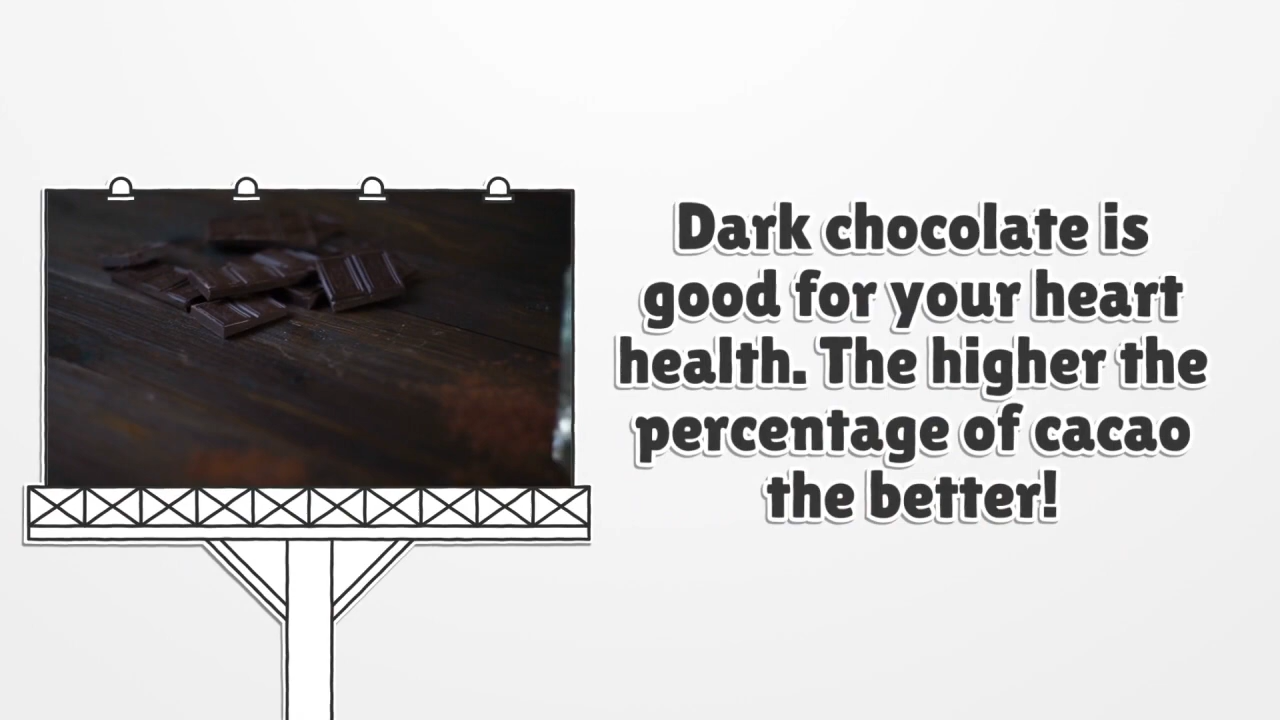 Dark chocolate is
good for your heart
health. The higher the
percentage of cacao
the better!